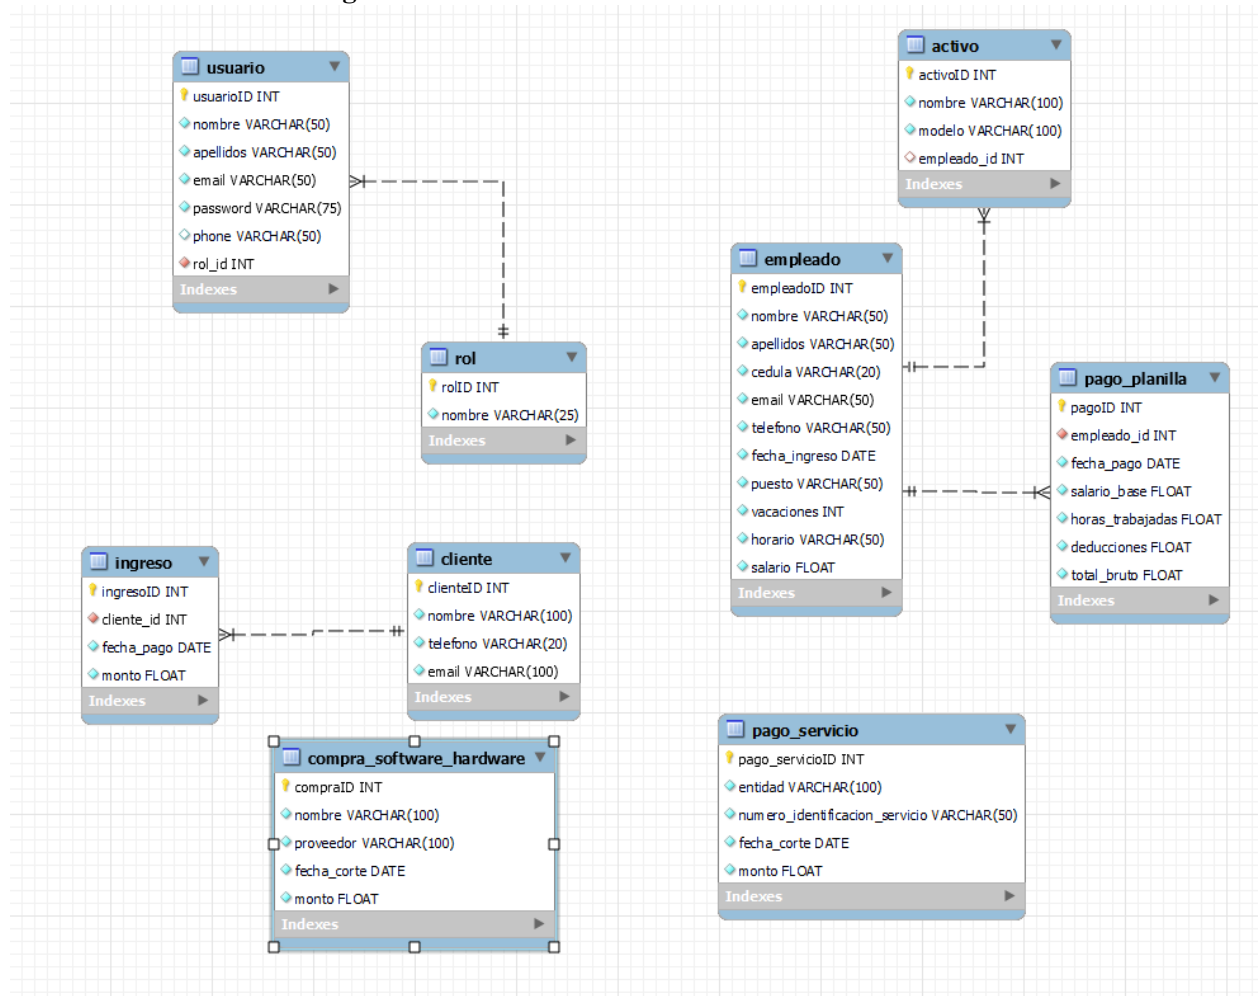 usuario
usuarioID INT
nombre VARCHAR(50)
apellidos VARCHAR(50)
email VARCHAR(50)
password VARCHAR(75)
phone VARCHAR(50)
rol_id INT
Indexes
rol
rolID INT
nombre VARCHAR(25)
Indexes
activo
activoID INT
nombre VARCHAR(100)
modelo VARCHAR(100)
empleado_id INT
Indexes
empleado
empleadoID INT
nombre VARCHAR(50)
apellidos VARCHAR(50)
cedula VARCHAR(20)
email VARCHAR(50)
telefono VARCHAR(50)
fecha_ingreso DATE
puesto VARCHAR(50)
vacaciones INT
horario VARCHAR(50)
salario FLOAT
Indexes
pago_planilla
pagoID INT
empleado_id INT
fecha_pago DATE
salario_base FLOAT
horas_trabajadas FLOAT
deducciones FLOAT
total_bruto FLOAT
Indexes
ingreso
ingresoID INT
cliente_id INT
fecha_pago DATE
monto FLOAT
Indexes
cliente
clienteID INT
nombre VARCHAR(100)
telefono VARCHAR(20)
email VARCHAR(100)
Indexes
compra_software_hardware
compraID INT
nombre VARCHAR(100)
proveedor VARCHAR(100)
fecha_corte DATE
monto FLOAT
Indexes
pago_servicio
pago_servicioID INT
entidad VARCHAR(100)
numero_identificacion_servicio VARCHAR(50)
fecha_corte DATE
monto FLOAT
Indexes